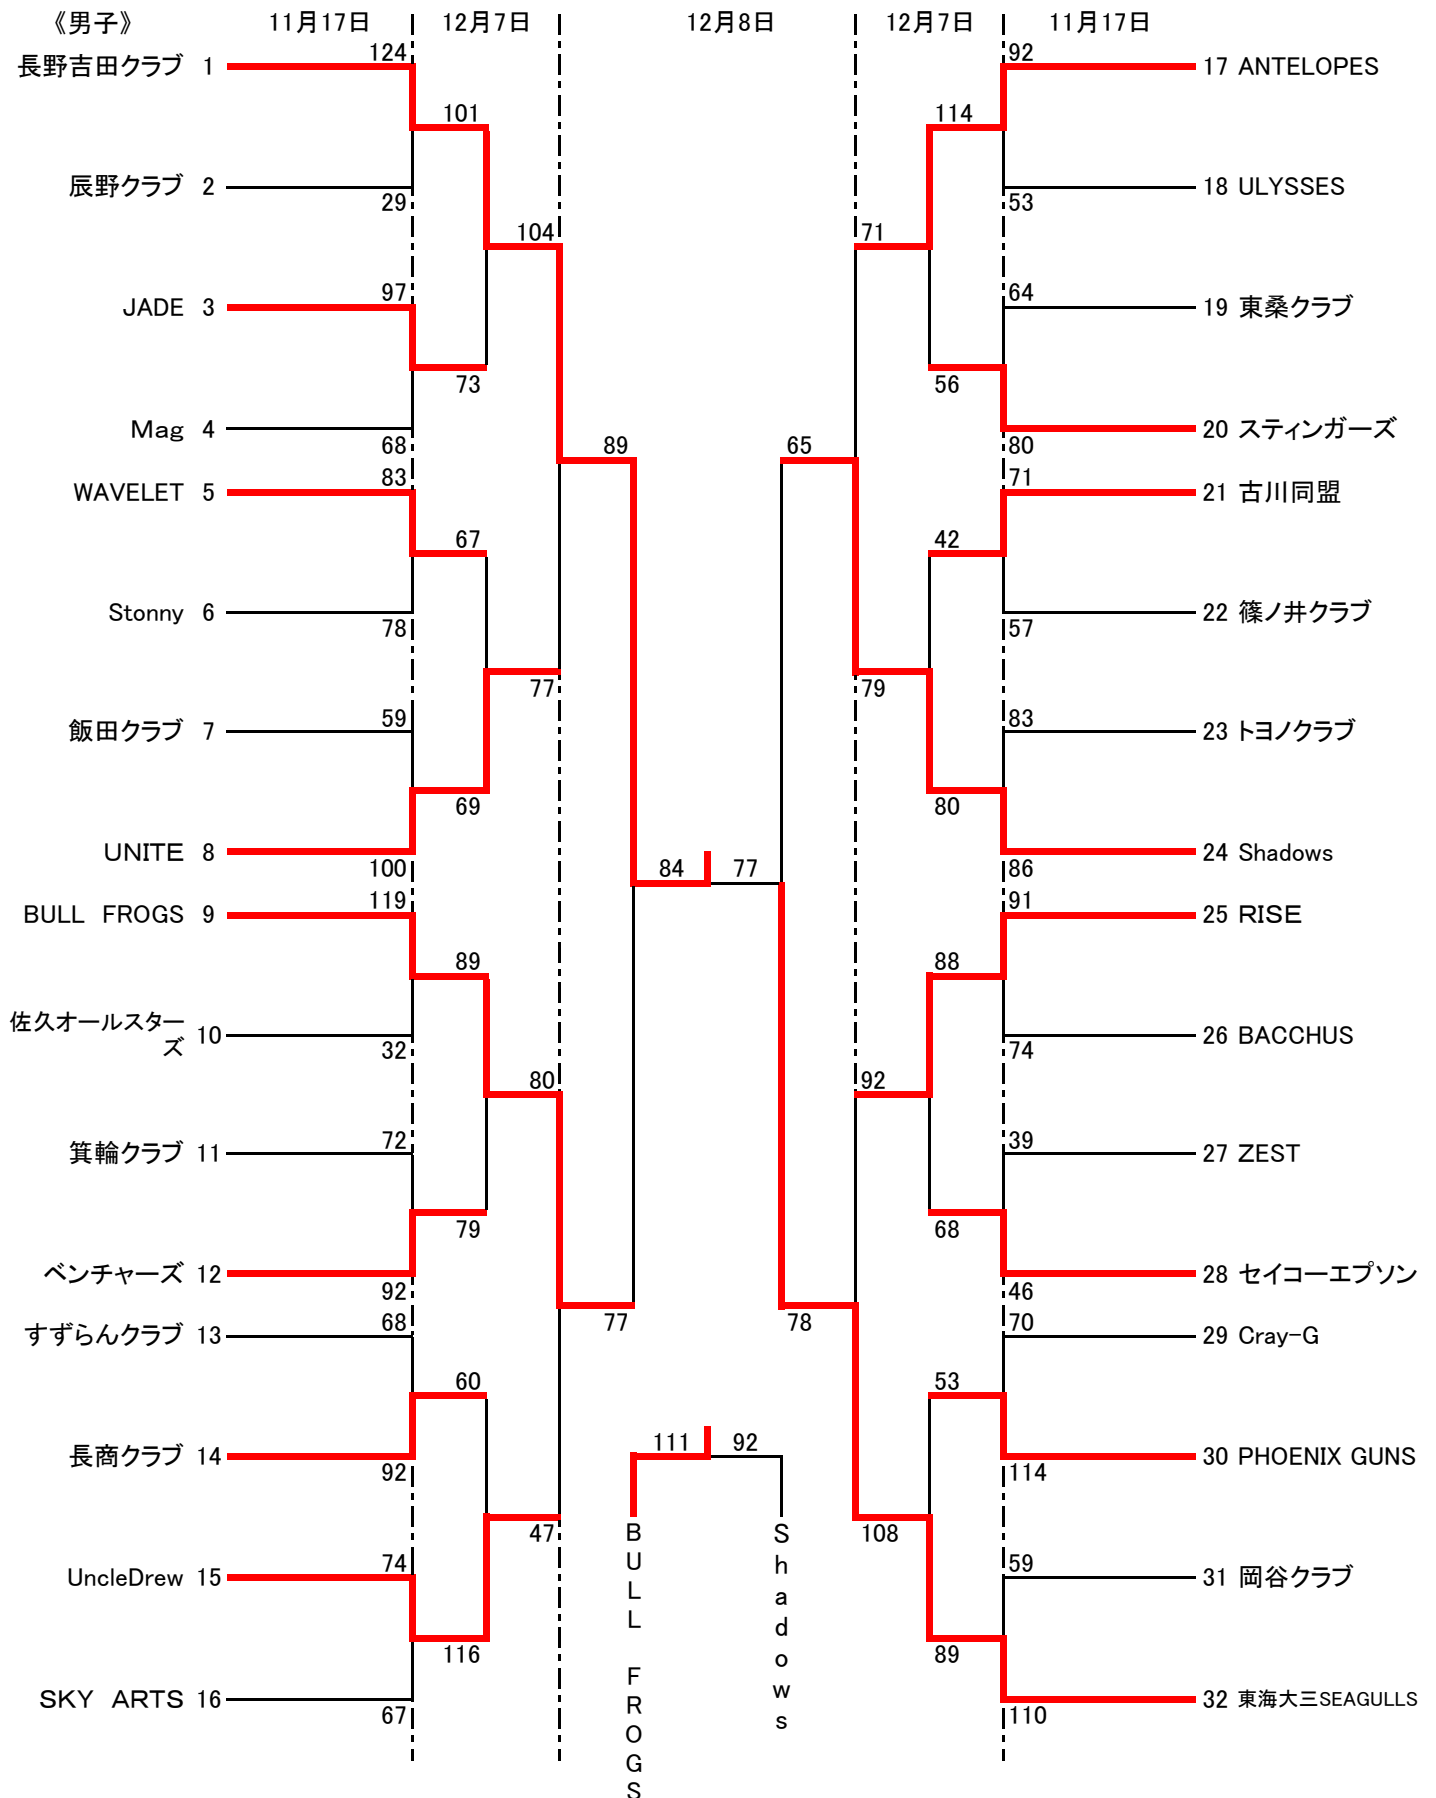 《男子》 11月17日 12月7日 12月8日 12月7日 11月17日
124 92
長野吉田クラブ 1 17 ANTELOPES
101 114
辰野クラブ 2 18 ULYSSES
29 53
104 71
97 64
JADE 3 19 東桑クラブ
73 56
Mag 4 20 スティンガーズ
68 89 65 80
83 71
WAVELET 5 21 古川同盟
67 42
Stonny 6 22 篠ノ井クラブ
78 57
77 79
59 83
飯田クラブ 7 23 トヨノクラブ
69 80
UNITE 8 24 Shadows
100 84 77 86
119 91
BULL FROGS 9 25 RISE
89 88
佐久オールスター
ズ 10 26 BACCHUS
32 74
80 92
72 39
箕輪クラブ 11 27 ZEST
79 68
ベンチャーズ 12 28 セイコーエプソン
92 46
68 77 78 70
すずらんクラブ 13 29 Cray-G
60 53
111 92
長商クラブ 14 30 PHOENIX GUNS
92 114
47 108
74 59
UncleDrew 15 31 岡谷クラブ
116 89
SKY ARTS 16 32 東海大三SEAGULLS
67 110
BULL FROGS
Shadows